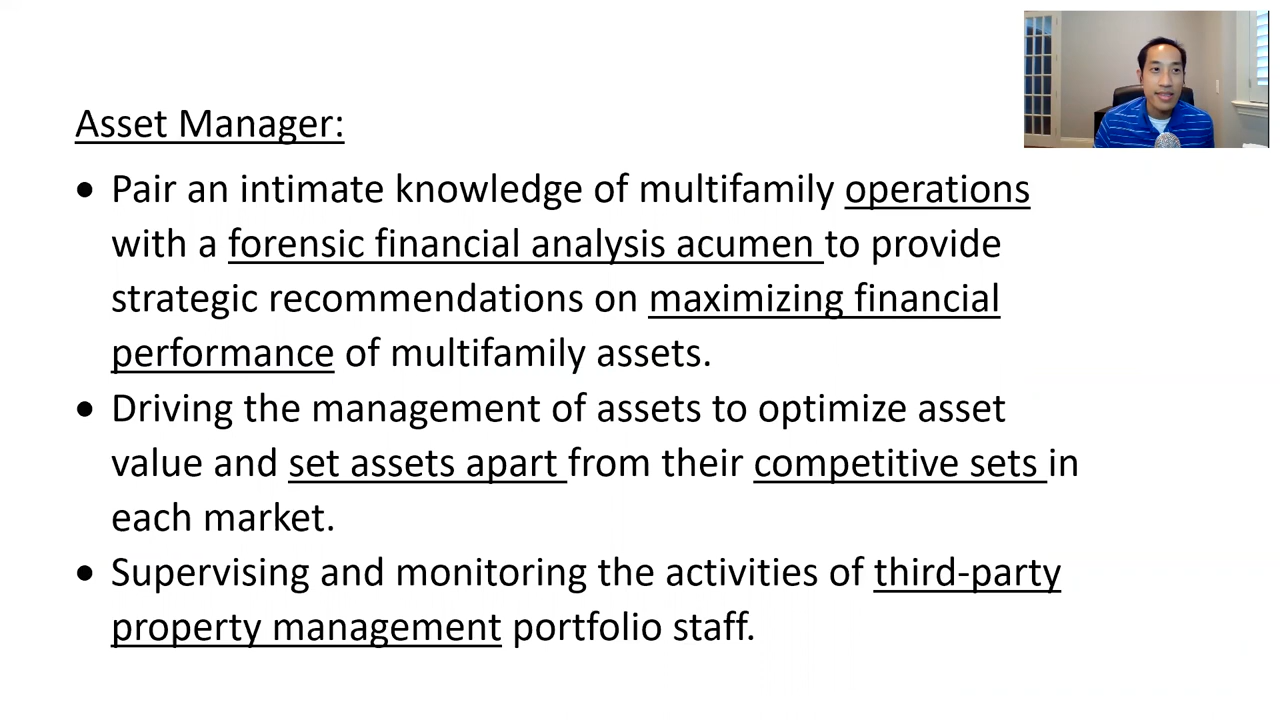 Asset Manager:
• Pair an intimate knowledge of multifamily operations
with a forensic financial analysis acumen to provide
strategic recommendations on maximizing financial
performance of multifamily assets.
• Driving the management of assets to optimize asset
value and set assets apart from their competitive sets in
each market.
• Supervising and monitoring the activities of third-party
property management portfolio staff.